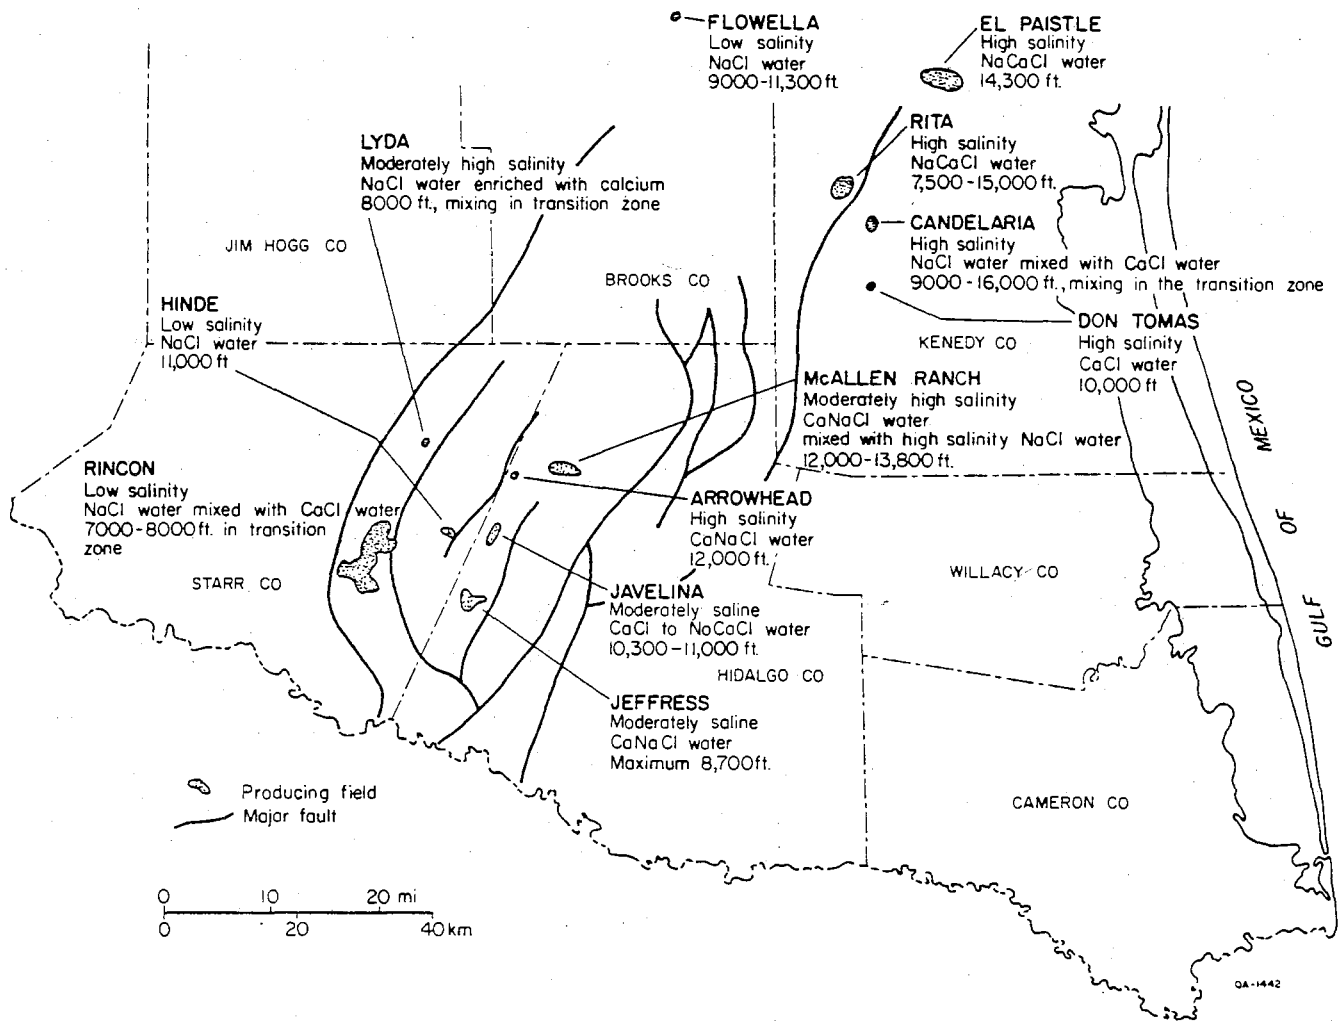 FLOWELLA
Low salinity
NaCl water
9000-11,300 ft.
EL PAISTLE
High salinity
NaCaCl water
14,300 ft.
LYDA
Moderately high salinity
NaCl water enriched with calcium
8000 ft., mixing in transition zone
RITA
High salinity
NaCaCl water
7,500-15,000 ft.
CANDELARIA
High salinity
NaCl water mixed with CaCl water
9000-16,000 ft., mixing in the transition zone
JIM HOGG CO
BROOKS CO
HINDE
Low salinity
NaCl water
11,000 ft
DON TOMAS
High salinity
CaCl water
10,000 ft
KENEDY CO
McALLEN RANCH
Moderately high salinity
CaNaCl water
mixed with high salinity NaCl water
12,000-13,800 ft.
RINCON
Low salinity
NaCl water mixed with CaCl water
7000-8000 ft. in transition
zone
ARROWHEAD
High salinity
CaNaCl water
12,000 ft.
STARR CO
WILLACY CO
JAVELINA
Moderately saline
CaCl to NaCaCl water
10,300-11,000 ft.
HIDALGO CO
JEFFRESS
Moderately saline
CaNaCl water
Maximum 8,700 ft.
GULF OF MEXICO
CAMERON CO
Producing field
Major fault
0 10 20 mi
0 20 40 km
QA-1442